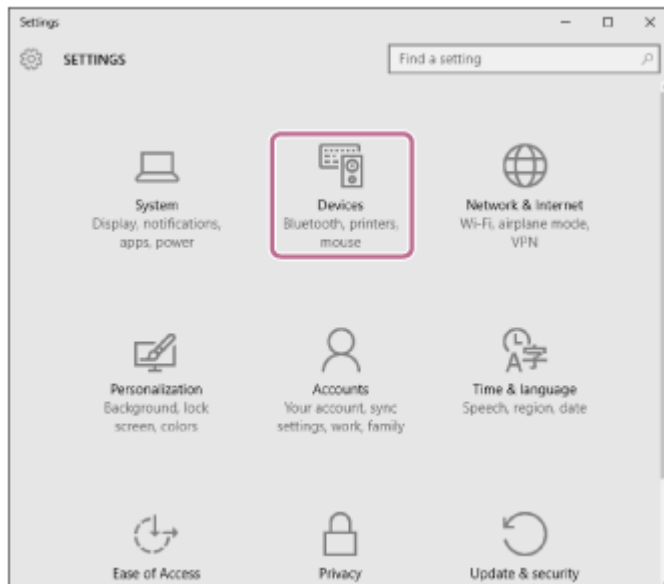 Settings
SETTINGS
Find a setting
System
Display, notifications,
apps, power
Devices
Bluetooth, printers,
mouse
Network & Internet
Wi-Fi, airplane mode,
VPN
Personalization
Background, lock
screen, colors
Accounts
Your account, sync
settings, work, family
A字
Time & language
Speech, region, date
Ease of Access
Privacy
Update & security